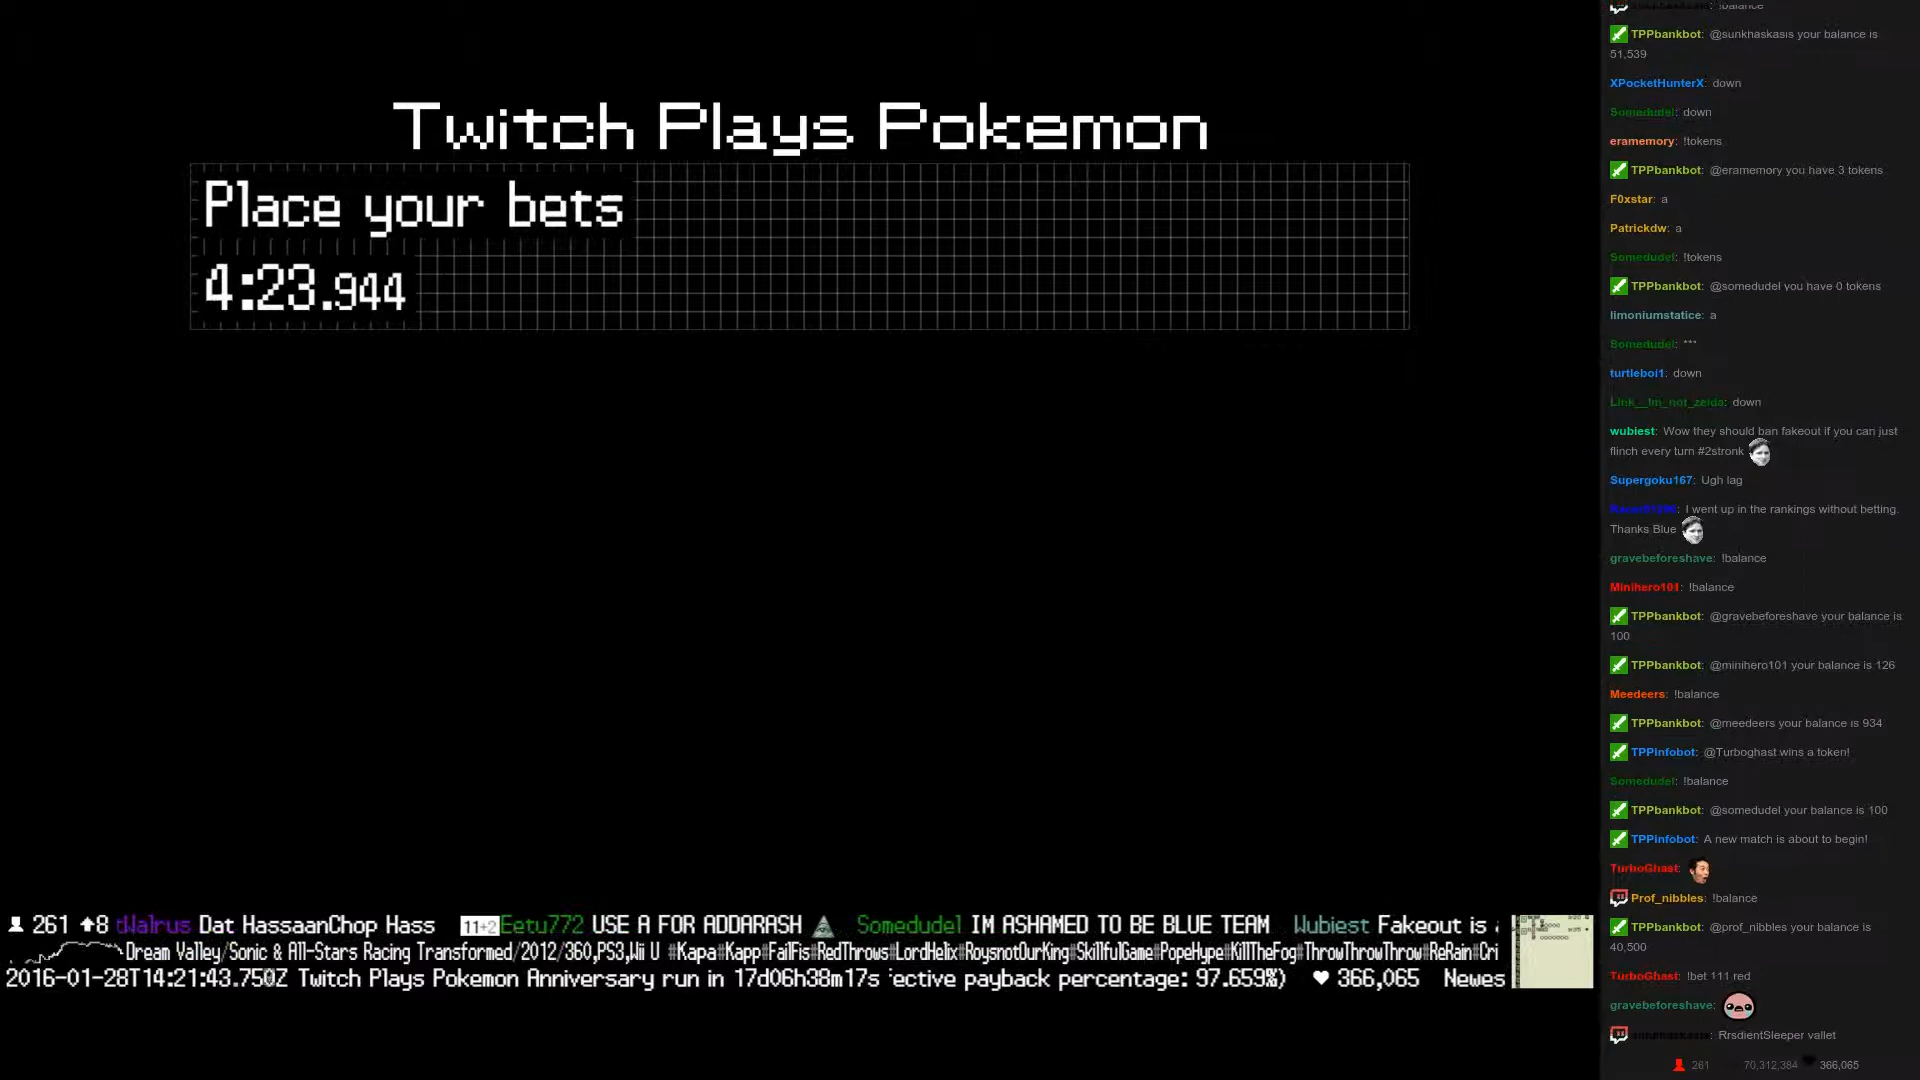 Twitch Plays Pokemon
Place your bets
4:23.944
261 8 tWalrus Dat HassaanChop Hass 11+2 Eetu772 USE A FOR ADDARASH Somedudel IM ASHAMED TO BE BLUE TEAM Wubiest Fakeout is
Dream Valley/Sonic & All-Stars Racing Transformed/2012/360,PS3,Wii U #Kapa#Kapp#FailFis#RedThrows#LordHelix#RoysnotOurKing#SkillfulGame#PopeHype#KillTheFog#ThrowThrowThrow#ReRain#Cri
2016-01-28T14:21:43.750Z Twitch Plays Pokemon Anniversary run in 17d06h38m17s ective payback percentage: 97.659%) ♥ 366,065 Newes
: !balance
TPPbankbot: @sunkhaskasis your balance is
51,539
XPocketHunterX: down
Somedudel: down
eramemory: !tokens
TPPbankbot: @eramemory you have 3 tokens
F0xstar: a
Patrickdw: a
Somedudel: !tokens
TPPbankbot: @somedudel you have 0 tokens
limoniumstatice: a
Somedudel: ***
turtleboi1: down
Link__Im_not_zelda: down
wubiest: Wow they should ban fakeout if you can just
flinch every turn #2stronk
Supergoku167: Ugh lag
: I went up in the rankings without betting.
Thanks Blue
gravebeforeshave: !balance
Minihero101: !balance
TPPbankbot: @gravebeforeshave your balance is
100
TPPbankbot: @minihero101 your balance is 126
Meedeers: !balance
TPPbankbot: @meedeers your balance is 934
TPPinfobot: @Turboghast wins a token!
Somedudel: !balance
TPPbankbot: @somedudel your balance is 100
TPPinfobot: A new match is about to begin!
TurboGhast:
Prof_nibbles: !balance
TPPbankbot: @prof_nibbles your balance is
40,500
TurboGhast: !bet 111 red
gravebeforeshave:
: RrsdientSleeper vallet
261 70,312,384 366,065